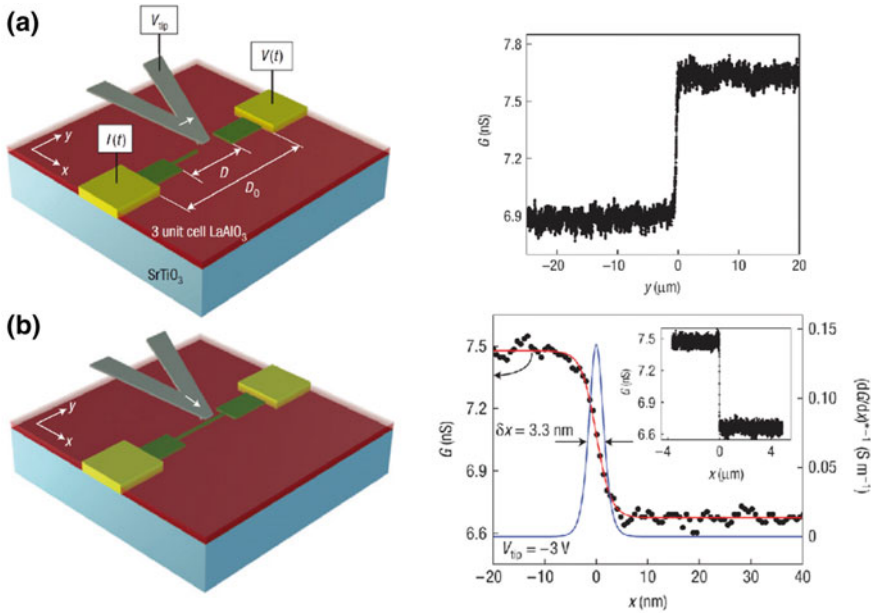 (a)
V_tip
V(t)
I(t)
y
x
D
D_0
3 unit cell LaAlO_3
SrTiO_3
7.8
7.5
7.2
6.9
G (nS)
−20
−10
0
10
20
y (μm)
(b)
y
x
7.5
7.2
6.9
6.6
G (nS)
δx = 3.3 nm
V_tip = −3 V
−20
−10
0
10
20
30
40
x (nm)
0.15
0.10
0.05
0
(dG/dx)*^−1 (S m^−1)
7.5
7.2
6.9
6.6
G (nS)
−4
0
4
x (μm)